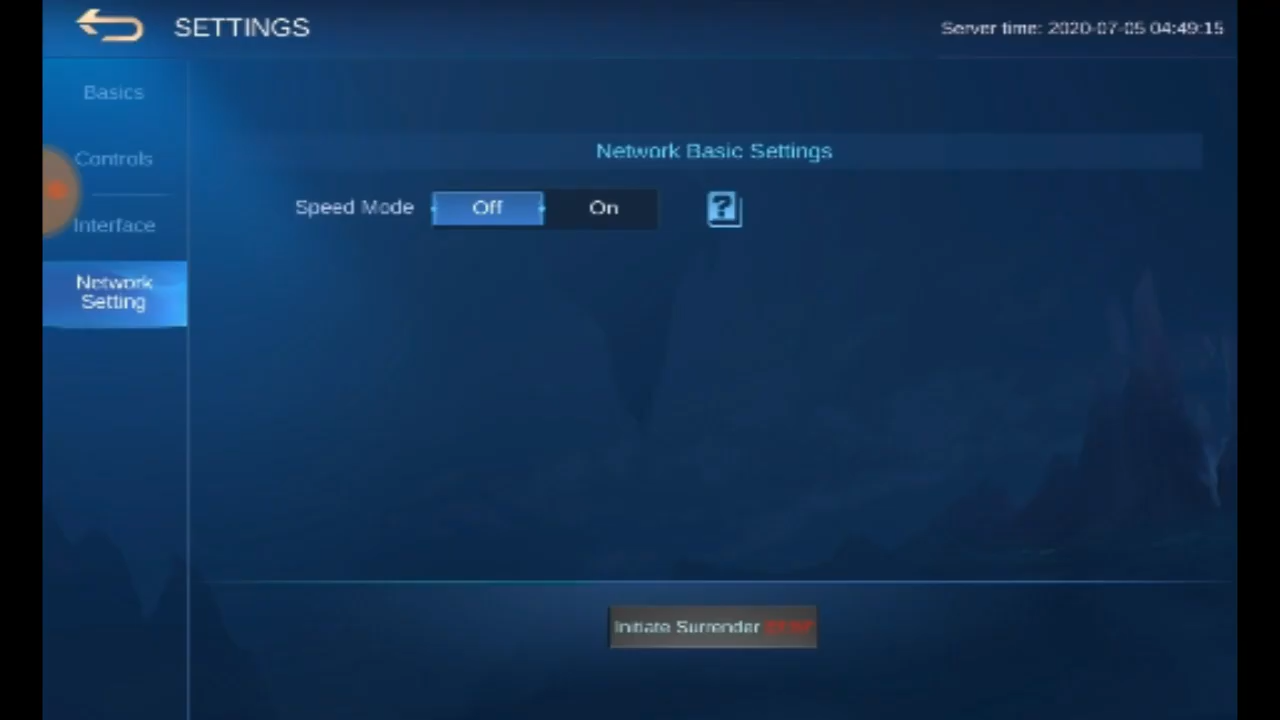 SETTINGS
Server time: 2020-07-05 04:49:15
Basics
Controls
Interface
Network
Setting
Network Basic Settings
Speed Mode
Off
On
?
Initiate Surrender